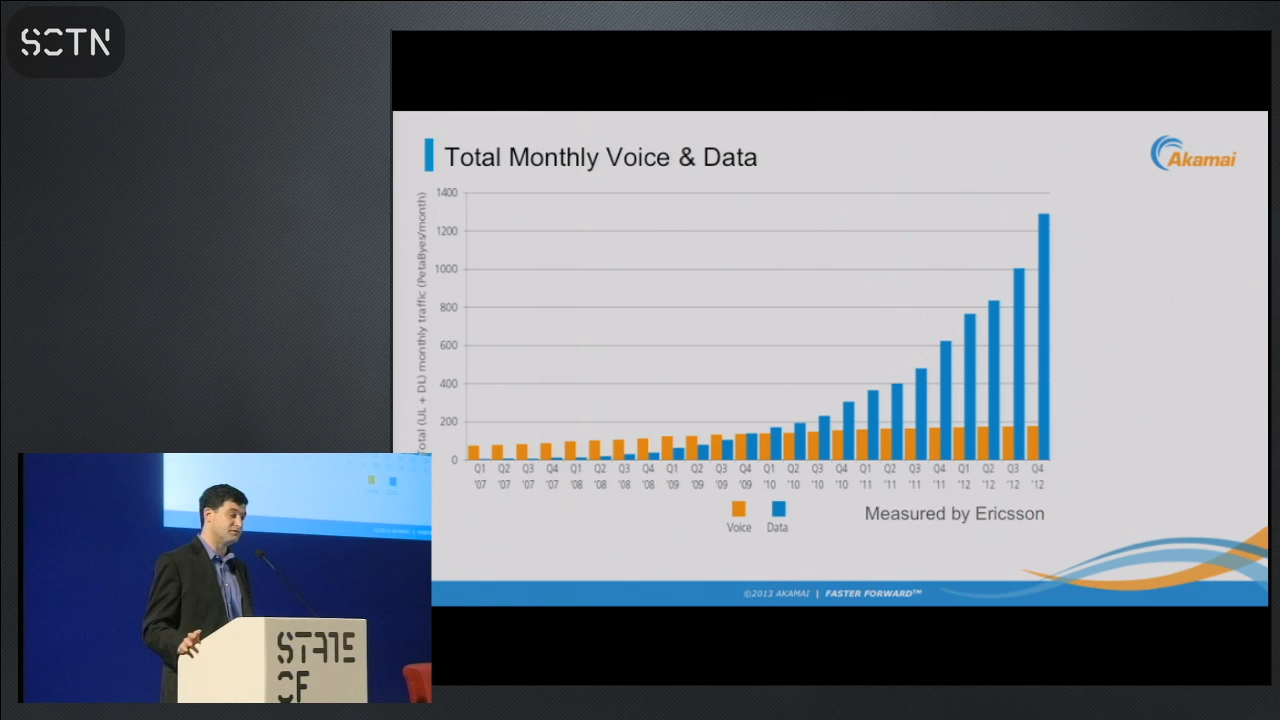 SCTN
Total Monthly Voice & Data
Akamai
Total (UL + DL) monthly traffic (PetaByes/month)
1400
1200
1000
800
600
400
200
0
Q1 Q2 Q3 Q4 Q1 Q2 Q3 Q4 Q1 Q2 Q3 Q4 Q1 Q2 Q3 Q4 Q1 Q2 Q3 Q4 Q1 Q2 Q3 Q4
'07 '07 '07 '07 '08 '08 '08 '08 '09 '09 '09 '09 '10 '10 '10 '10 '11 '11 '11 '11 '12 '12 '12 '12
Voice Data
Measured by Ericsson
©2013 AKAMAI | FASTER FORWARD™
STATE
OF